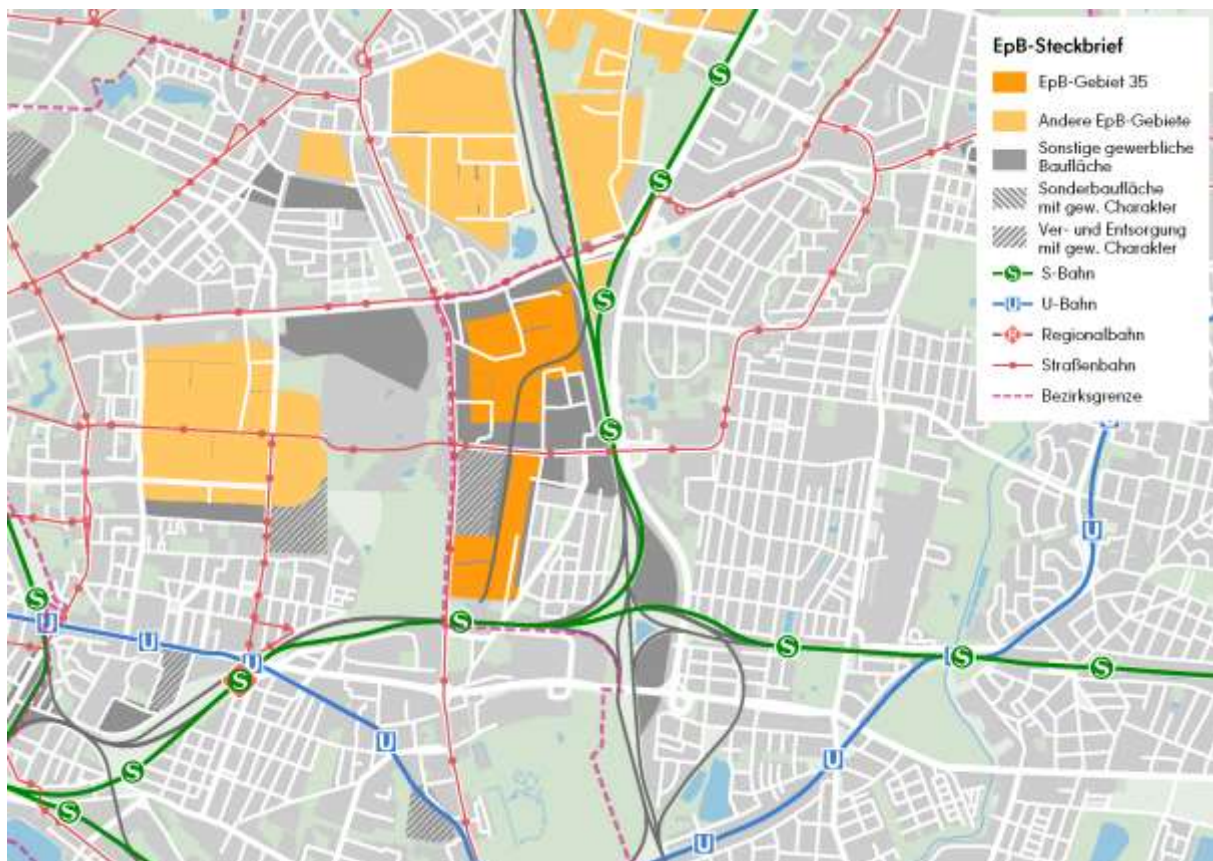 EpB-Steckbrief
EpB-Gebiet 35
Andere EpB-Gebiete
Sonstige gewerbliche
Baufläche
Sonderbaufläche
mit gew. Charakter
Ver- und Entsorgung
mit gew. Charakter
S
S-Bahn
U
U-Bahn
R
Regionalbahn
Straßenbahn
Bezirksgrenze
S
S
S
S
U
U
S
U
U
S
S
S
S
S
U
U
S
S
U